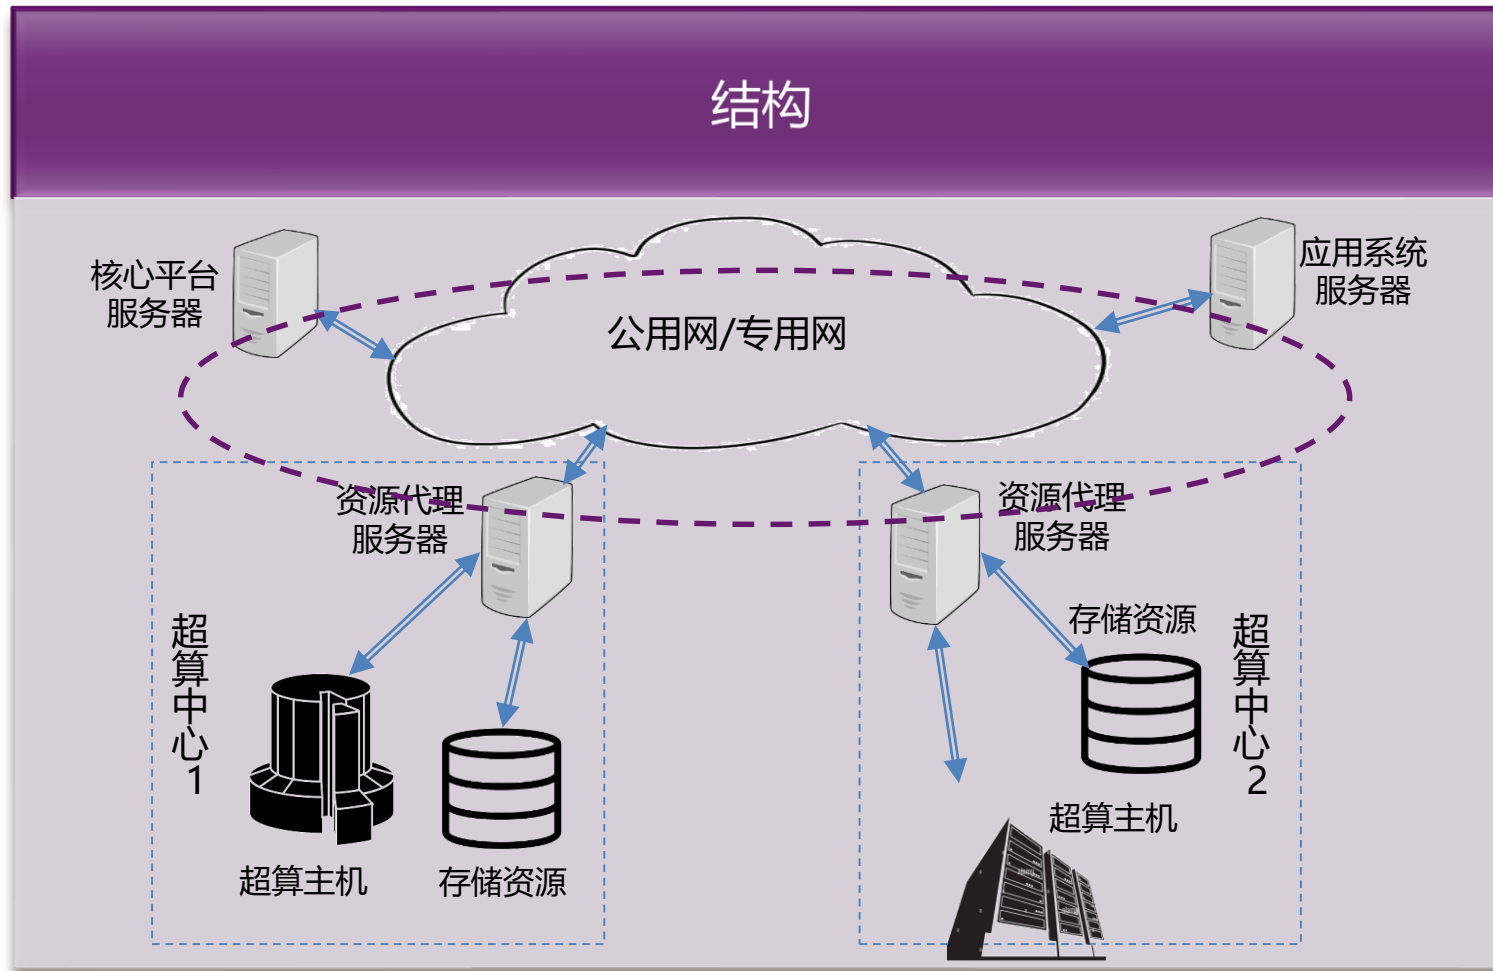 结构
核心平台
服务器
应用系统
服务器
公用网/专用网
资源代理
服务器
资源代理
服务器
超算中心1
超算主机
存储资源
存储资源
超算中心2
超算主机